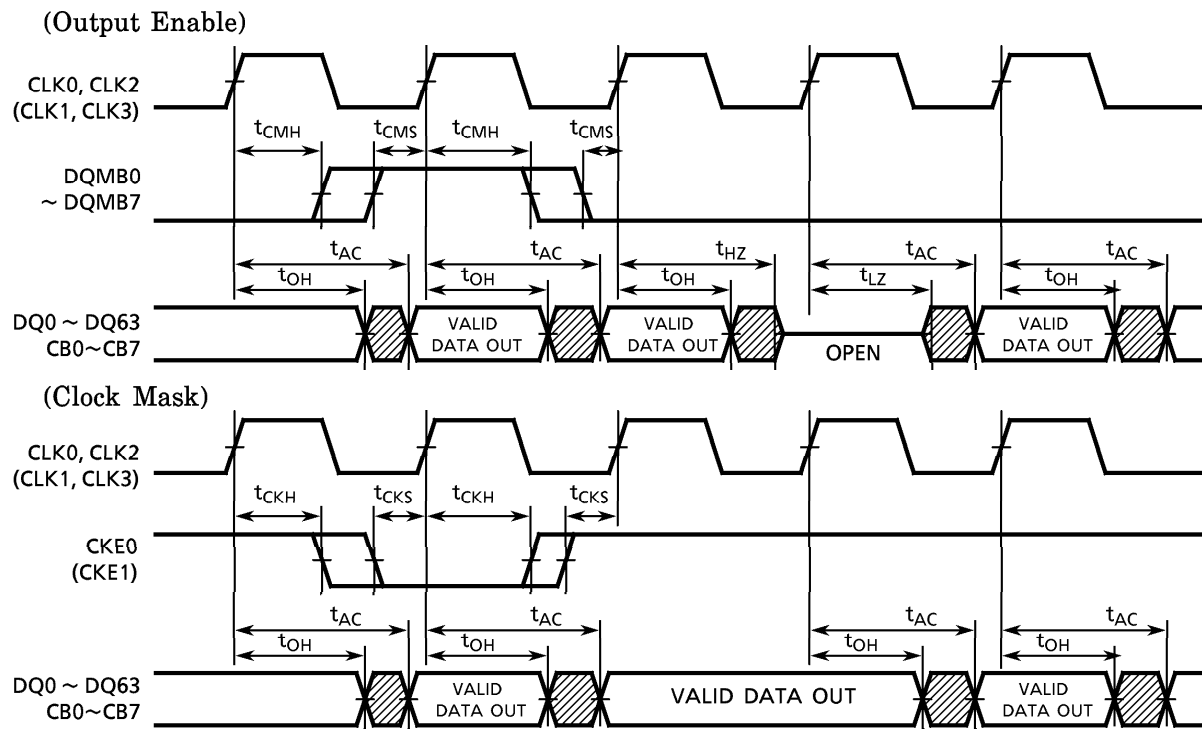 (Output Enable)
CLK0, CLK2
(CLK1, CLK3)
tCMH tCMS tCMH tCMS
DQMB0
~ DQMB7
tAC tAC tHZ tAC tAC
tOH tOH tOH tLZ tOH
DQ0 ~ DQ63
CB0~CB7
VALID
DATA OUT
VALID
DATA OUT
OPEN
VALID
DATA OUT
(Clock Mask)
CLK0, CLK2
(CLK1, CLK3)
tCKH tCKS tCKH tCKS
CKE0
(CKE1)
tAC tAC tAC tAC
tOH tOH tOH tOH
DQ0 ~ DQ63
CB0~CB7
VALID
DATA OUT
VALID DATA OUT
VALID
DATA OUT